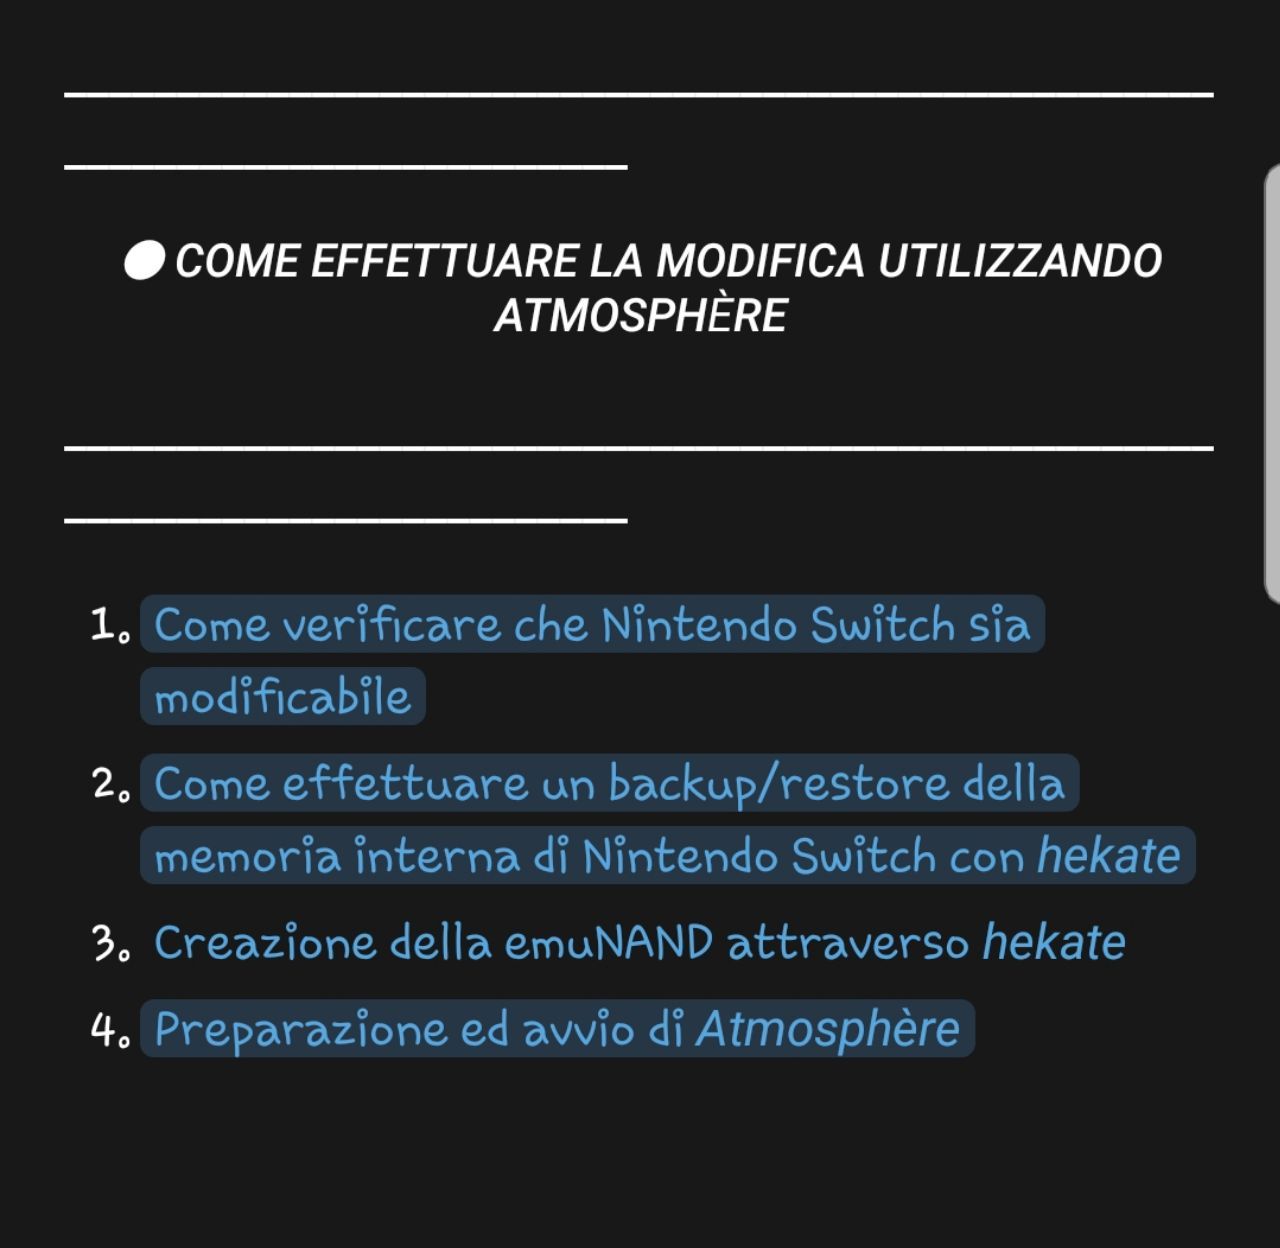 ● COME EFFETTUARE LA MODIFICA UTILIZZANDO
ATMOSPHÈRE
1. Come verificare che Nintendo Switch sia
modificabile
2. Come effettuare un backup/restore della
memoria interna di Nintendo Switch con hekate
3. Creazione della emuNAND attraverso hekate
4. Preparazione ed avvio di Atmosphère